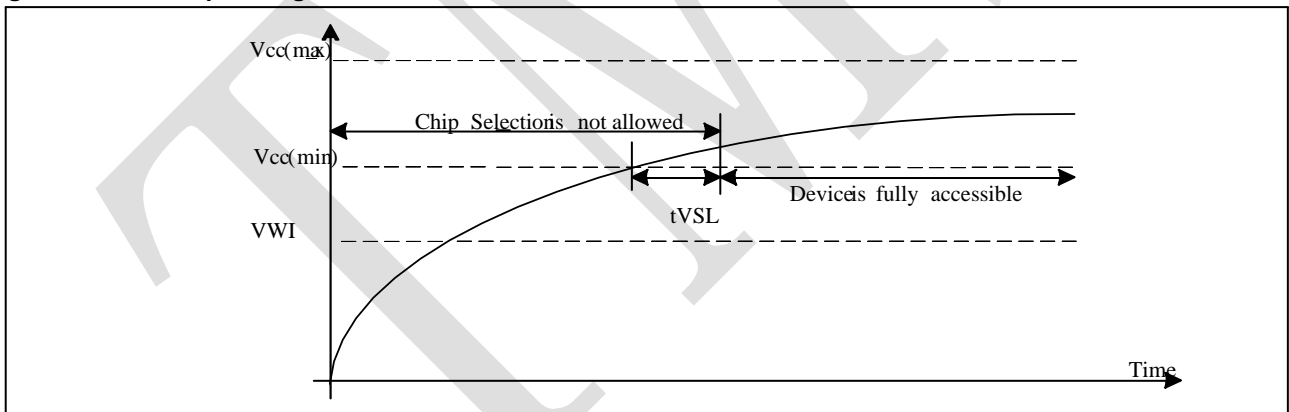 Vcc(max)
Chip Selection is not allowed
Vcc(min)
Device is fully accessible
tVSL
VWI
Time